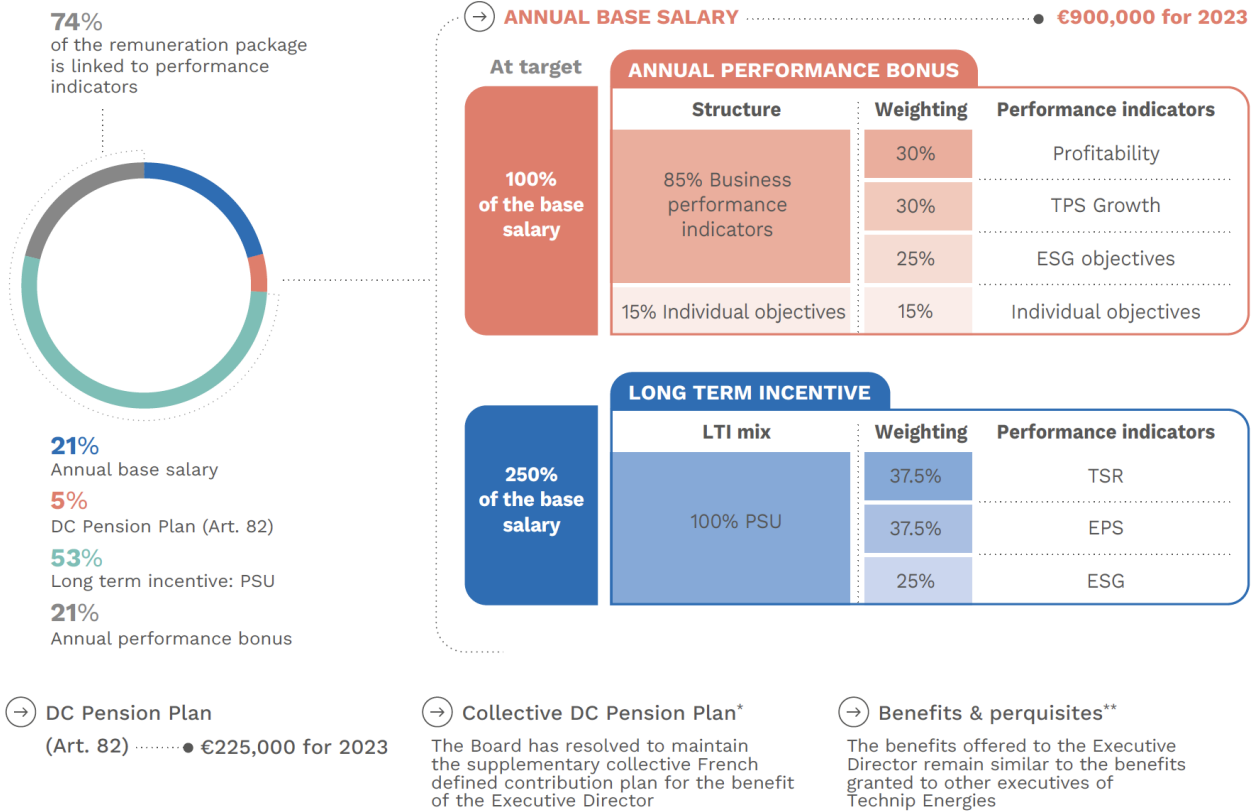 74%
of the remuneration package
is linked to performance
indicators
21%
Annual base salary
5%
DC Pension Plan (Art. 82)
53%
Long term incentive: PSU
21%
Annual performance bonus
ANNUAL BASE SALARY €900,000 for 2023
At target
ANNUAL PERFORMANCE BONUS
100%
of the base
salary
Structure Weighting Performance indicators
85% Business
performance
indicators
30% Profitability
30% TPS Growth
25% ESG objectives
15% Individual objectives 15% Individual objectives
LONG TERM INCENTIVE
250%
of the base
salary
LTI mix Weighting Performance indicators
100% PSU
37.5% TSR
37.5% EPS
25% ESG
DC Pension Plan
(Art. 82) €225,000 for 2023
Collective DC Pension Plan*
The Board has resolved to maintain
the supplementary collective French
defined contribution plan for the benefit
of the Executive Director
Benefits & perquisites**
The benefits offered to the Executive
Director remain similar to the benefits
granted to other executives of
Technip Energies